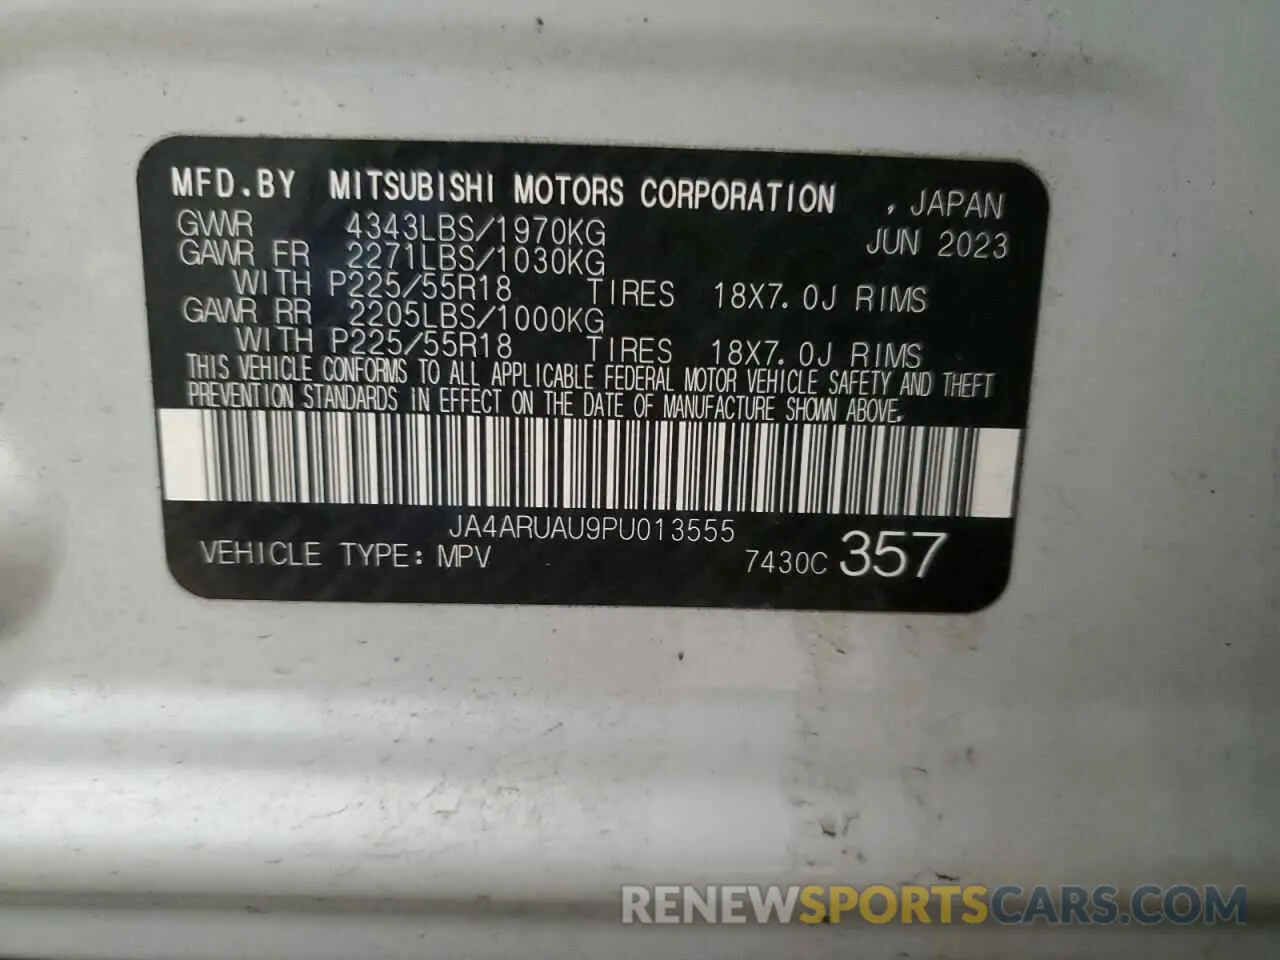 MFD.BY MITSUBISHI MOTORS CORPORATION , JAPAN
GVWR 4343LBS/1970KG JUN 2023
GAWR FR 2271LBS/1030KG
WITH P225/55R18 TIRES 18X7.0J RIMS
GAWR RR 2205LBS/1000KG
WITH P225/55R18 TIRES 18X7.0J RIMS
THIS VEHICLE CONFORMS TO ALL APPLICABLE FEDERAL MOTOR VEHICLE SAFETY AND THEFT
PREVENTION STANDARDS IN EFFECT ON THE DATE OF MANUFACTURE SHOWN ABOVE.
JA4ARUAU9PU013555
VEHICLE TYPE: MPV 7430C 357
RENEWSPORTSCARS.COM